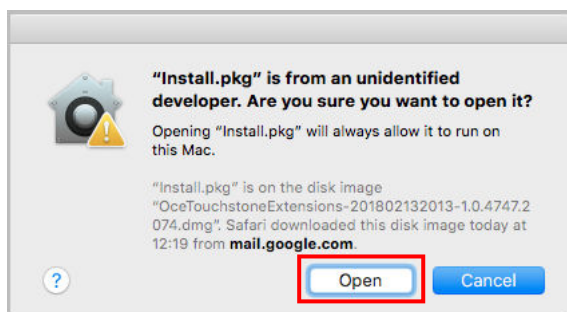 “Install.pkg” is from an unidentified
developer. Are you sure you want to open it?
Opening “Install.pkg” will always allow it to run on
this Mac.
“Install.pkg” is on the disk image
“OceTouchstoneExtensions-201802132013-1.0.4747.2
074.dmg”. Safari downloaded this disk image today at
12:19 from mail.google.com.
?
Open
Cancel